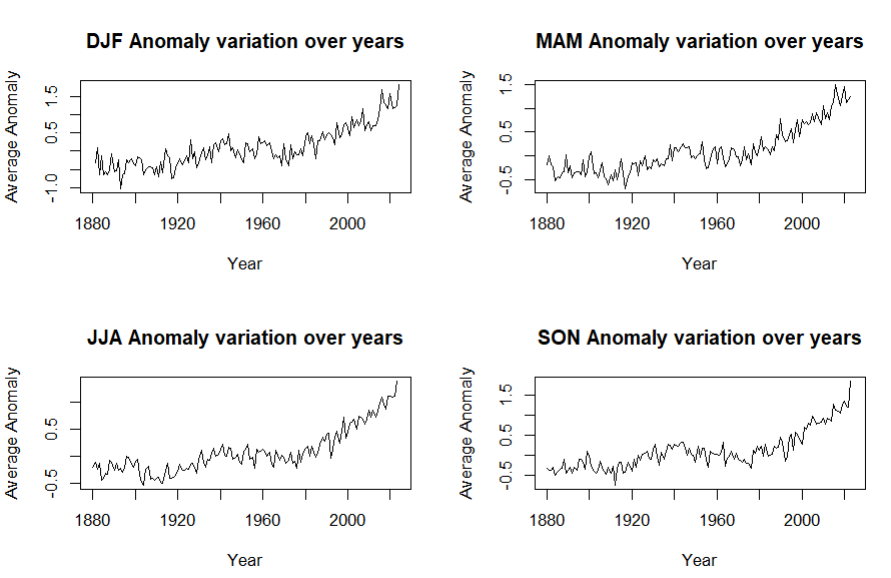 DJF Anomaly variation over years
Average Anomaly
1.5
0.5
-1.0
1880 1920 1960 2000
Year
MAM Anomaly variation over years
Average Anomaly
1.5
0.5
-0.5
1880 1920 1960 2000
Year
JJA Anomaly variation over years
Average Anomaly
0.5
-0.5
1880 1920 1960 2000
Year
SON Anomaly variation over years
Average Anomaly
1.5
0.5
-0.5
1880 1920 1960 2000
Year